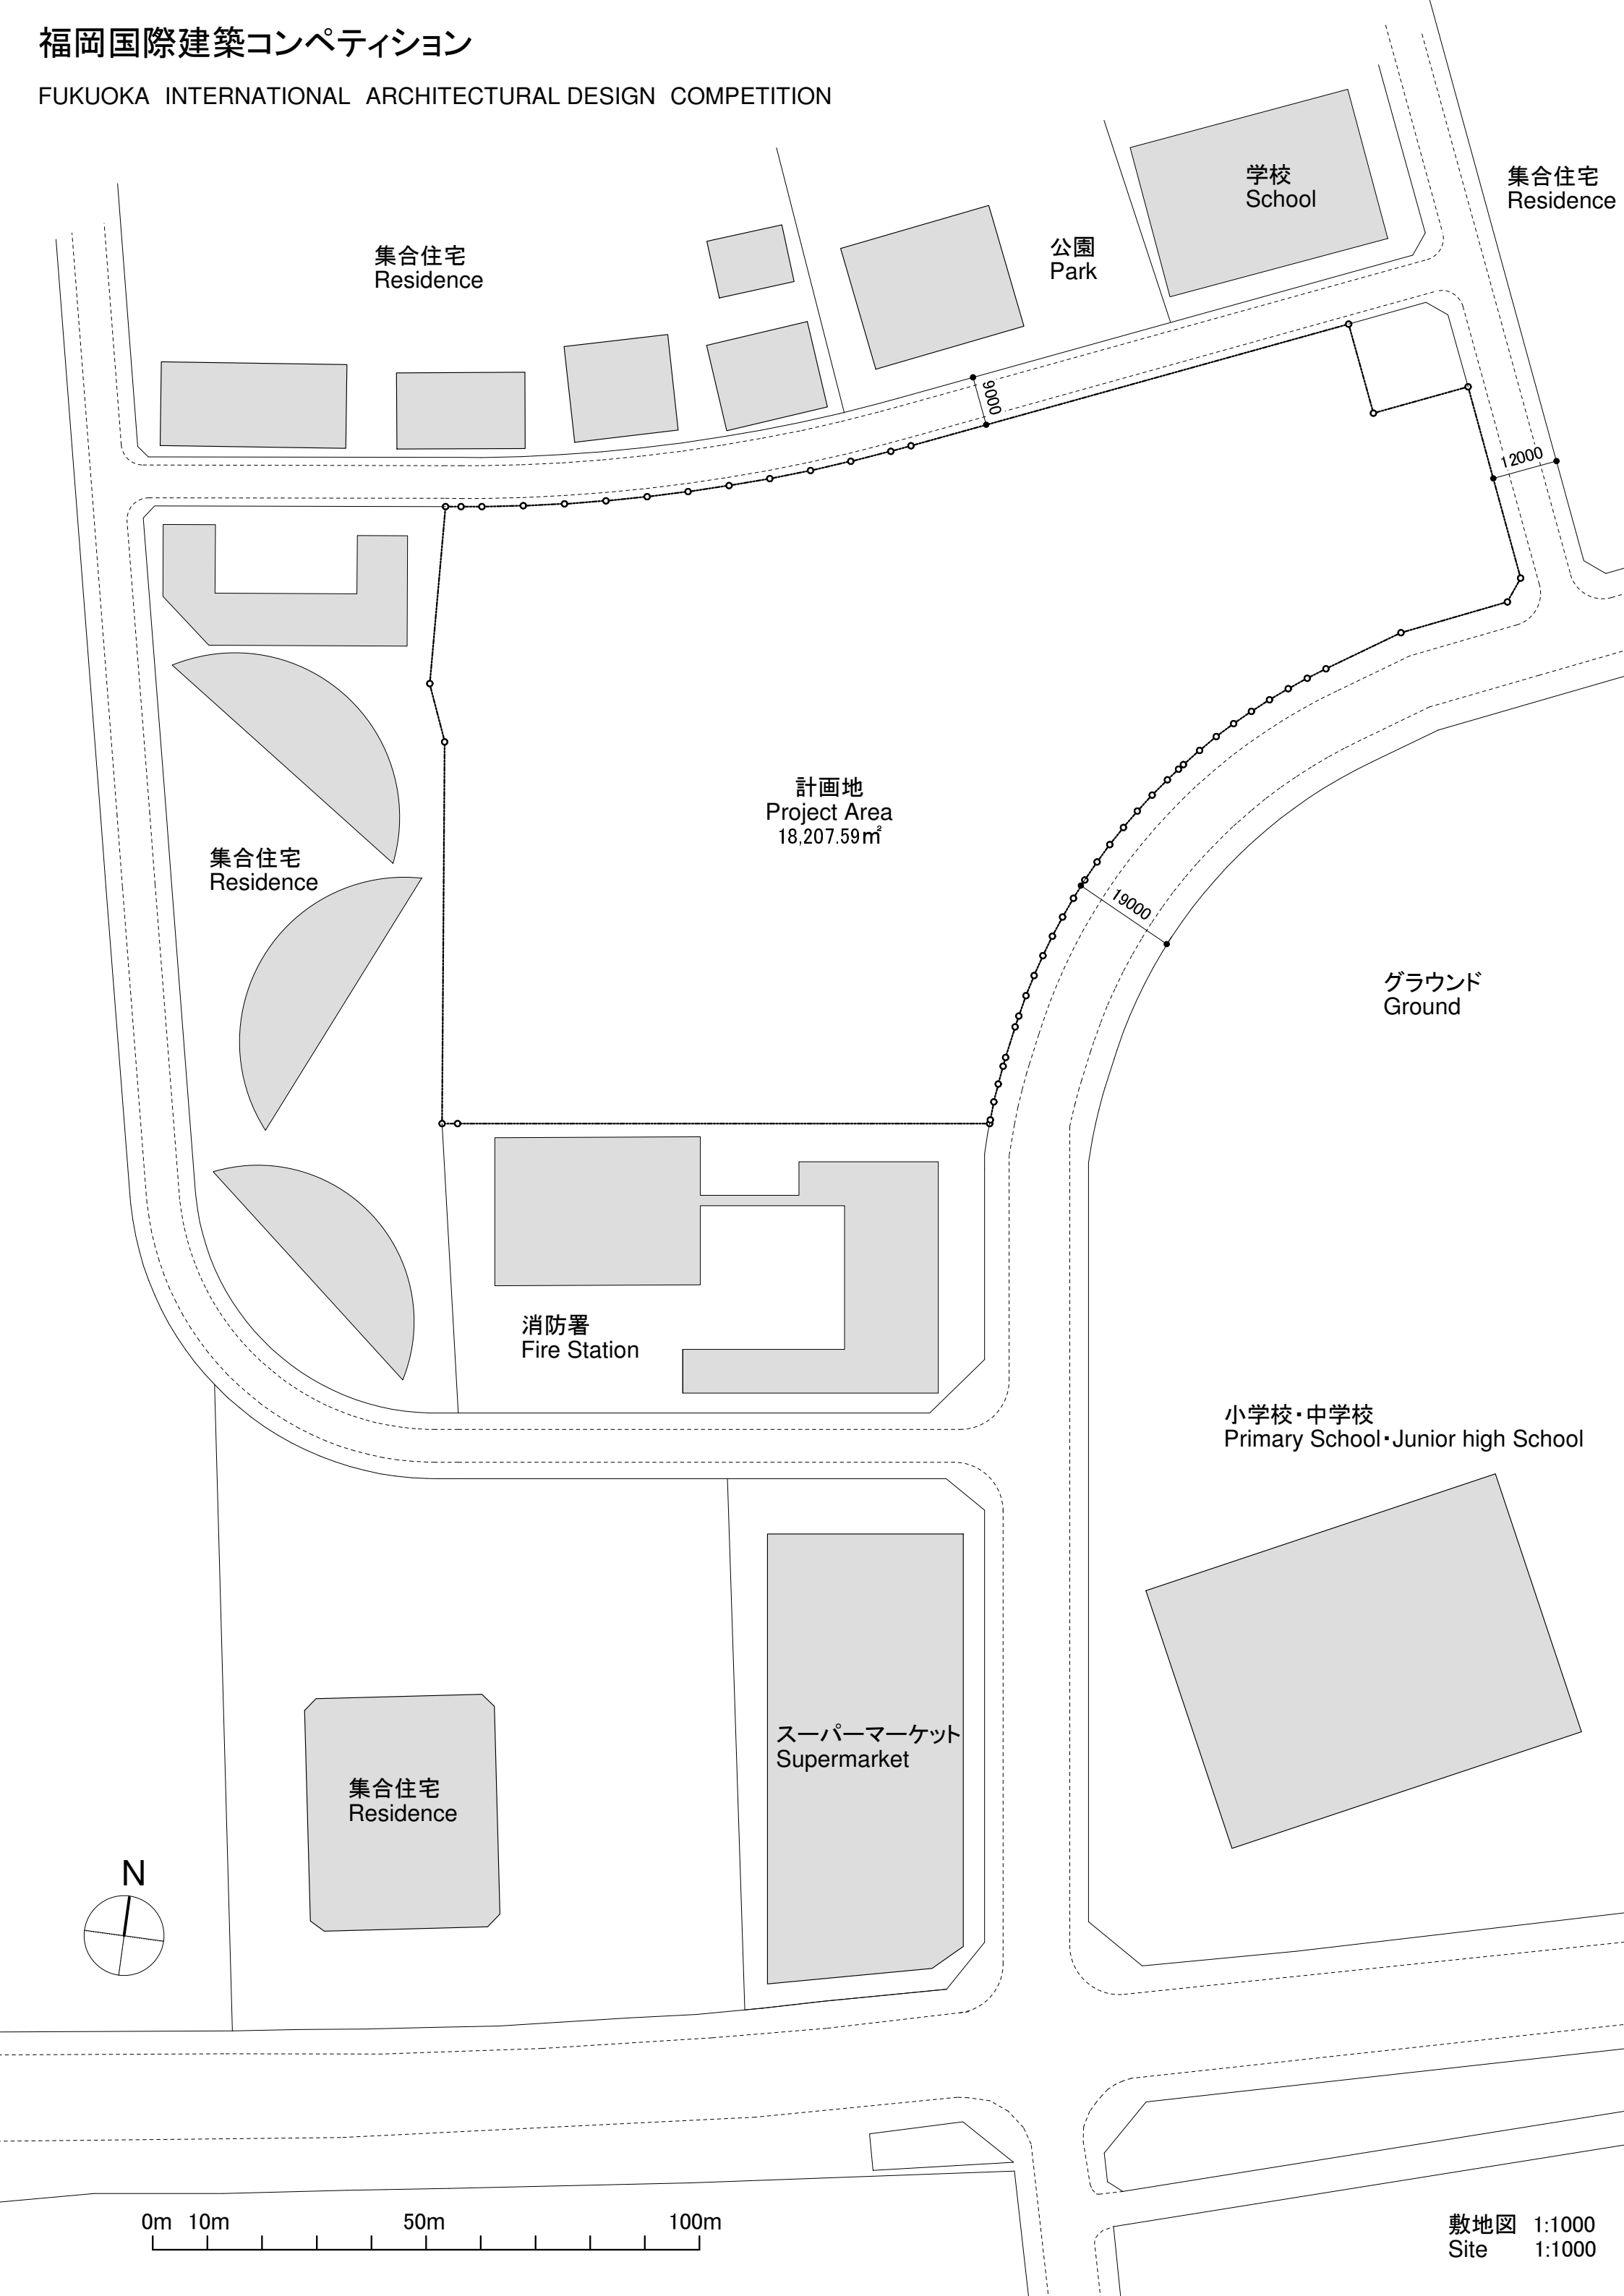 福岡国際建築コンペティション
FUKUOKA INTERNATIONAL ARCHITECTURAL DESIGN COMPETITION
学校
School
集合住宅
Residence
集合住宅
Residence
公園
Park
9000
12000
計画地
Project Area
18,207.59㎡
集合住宅
Residence
19000
グラウンド
Ground
消防署
Fire Station
小学校・中学校
Primary School・Junior high School
スーパーマーケット
Supermarket
集合住宅
Residence
N
0m 10m 50m 100m
敷地図 1:1000
Site 1:1000